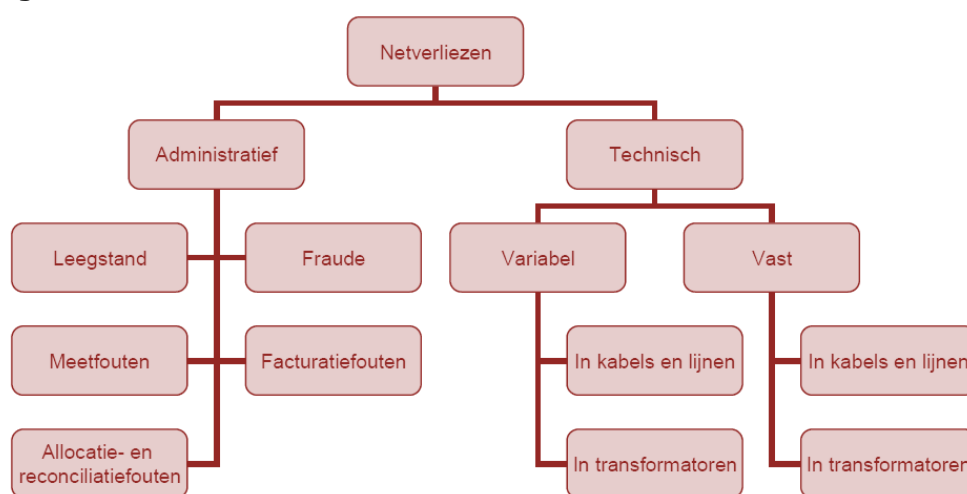 Netverliezen
Administratief
Technisch
Leegstand
Fraude
Variabel
Vast
Meetfouten
Facturatiefouten
In kabels en lijnen
In kabels en lijnen
Allocatie- en
reconciliatiefouten
In transformatoren
In transformatoren